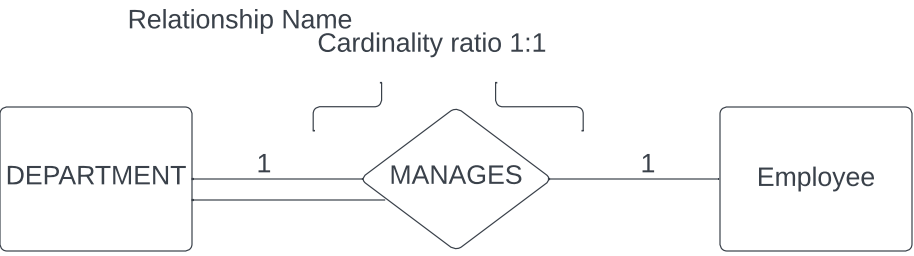 Relationship Name
Cardinality ratio 1:1
DEPARTMENT
1
MANAGES
1
Employee